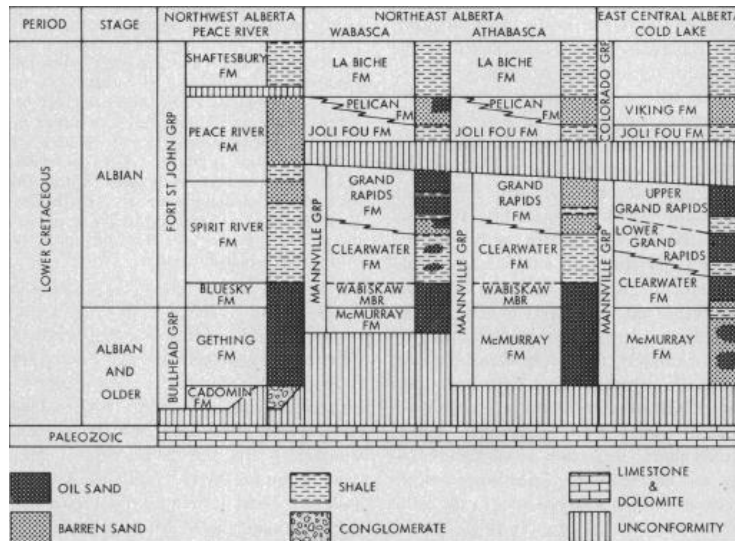 PERIOD
STAGE
NORTHWEST ALBERTA
PEACE RIVER
NORTHEAST ALBERTA
WABASCA
ATHABASCA
EAST CENTRAL ALBERTA
COLD LAKE
LOWER CRETACEOUS
ALBIAN
ALBIAN
AND
OLDER
PALEOZOIC
FORT ST JOHN GRP
BULLHEAD GRP
SHAFTESBURY
FM
PEACE RIVER
FM
SPIRIT RIVER
FM
BLUESKY
FM
GETHING
FM
CADOMIN
FM
MANNVILLE GRP
LA BICHE
FM
PELICAN
FM
JOLI FOU FM
GRAND
RAPIDS
FM
CLEARWATER
FM
WABISKAW
MBR
McMURRAY
FM
MANNVILLE GRP
LA BICHE
FM
PELICAN
FM
JOLI FOU FM
GRAND
RAPIDS
FM
CLEARWATER
FM
WABISKAW
MBR
McMURRAY
FM
COLORADO GRP
MANNVILLE GRP
VIKING FM
JOLI FOU FM
UPPER
GRAND RAPIDS
LOWER
GRAND
RAPIDS
CLEARWATER
FM
McMURRAY
FM
OIL SAND
SHALE
LIMESTONE
&
DOLOMITE
BARREN SAND
CONGLOMERATE
UNCONFORMITY